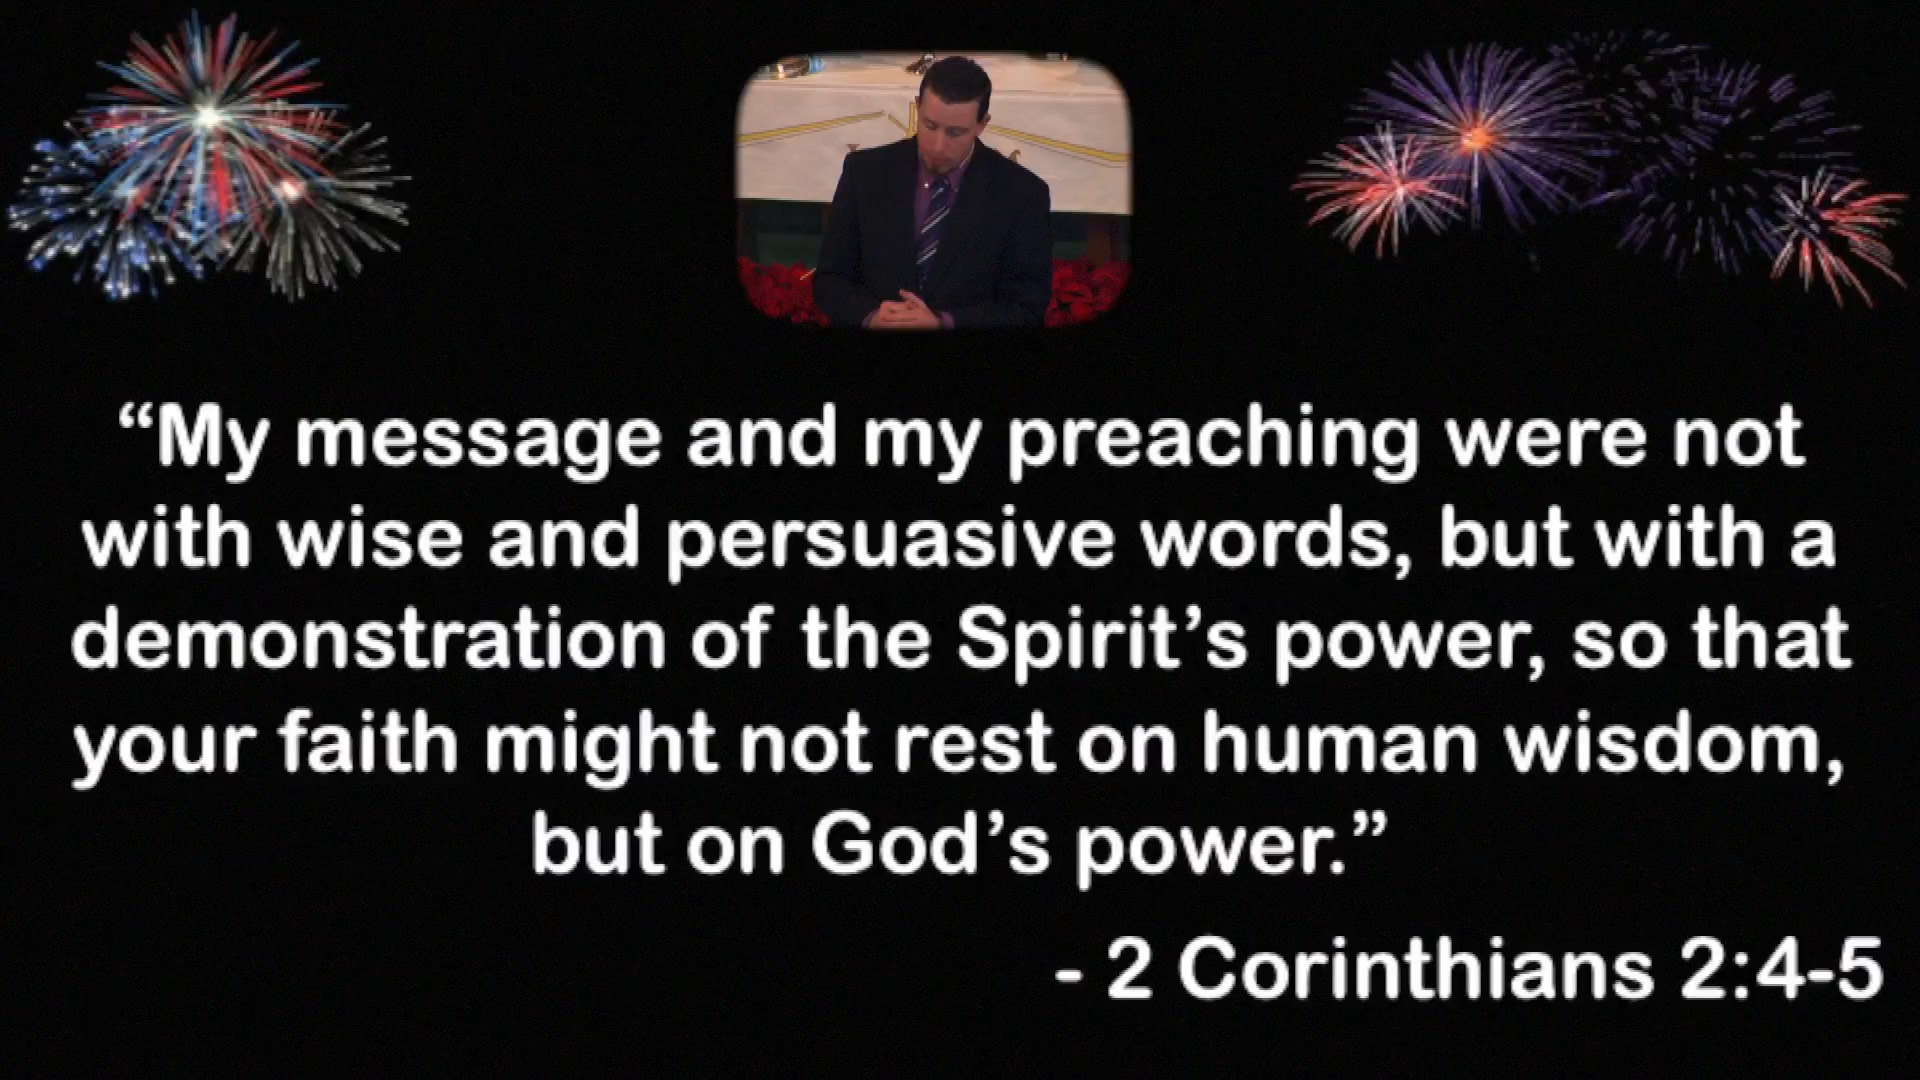 “My message and my preaching were not
with wise and persuasive words, but with a
demonstration of the Spirit’s power, so that
your faith might not rest on human wisdom,
but on God’s power.”
- 2 Corinthians 2:4-5